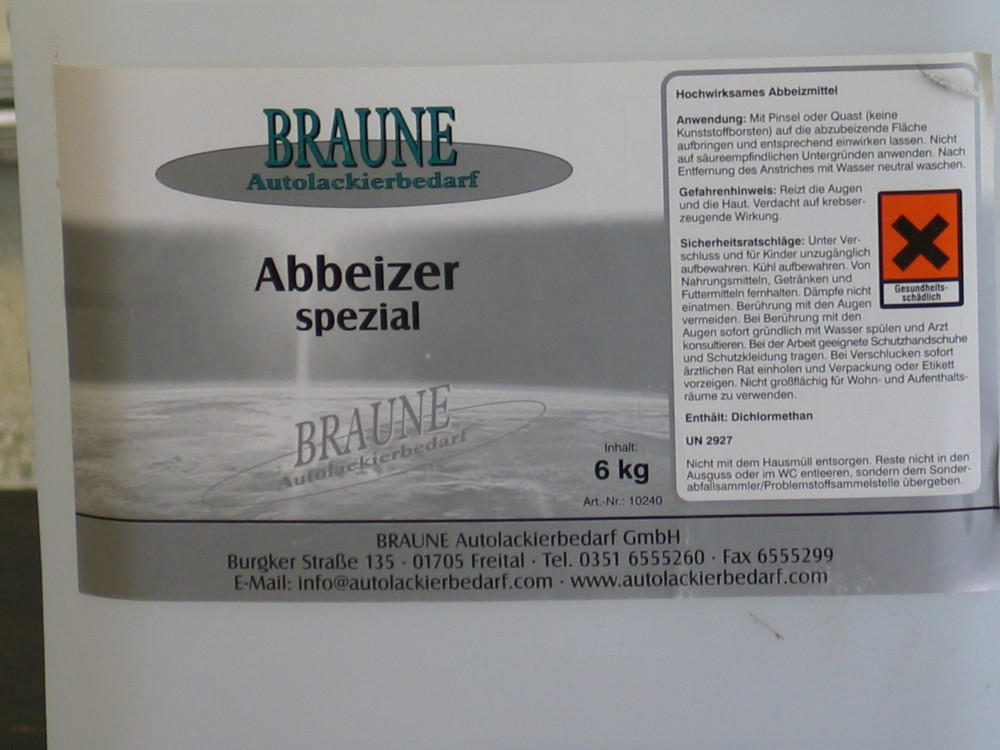 BRAUNE
Autolackierbedarf
Abbeizer
spezial
BRAUNE
Autolackierbedarf
Inhalt:
6 kg
Art.-Nr.: 10240
Hochwirksames Abbeizmittel
Anwendung: Mit Pinsel oder Quast (keine
Kunststoffborsten) auf die abzubeizende Fläche
aufbringen und entsprechend einwirken lassen. Nicht
auf säureempfindlichen Untergründen anwenden. Nach
Entfernung des Anstriches mit Wasser neutral waschen.
Gefahrenhinweis: Reizt die Augen
und die Haut. Verdacht auf krebser-
zeugende Wirkung.
Sicherheitsratschläge: Unter Ver-
schluss und für Kinder unzugänglich
aufbewahren. Kühl aufbewahren. Von
Nahrungsmitteln, Getränken und
Futtermitteln fernhalten. Dämpfe nicht
einatmen. Berührung mit den Augen
vermeiden. Bei Berührung mit den
Augen sofort gründlich mit Wasser spülen und Arzt
konsultieren. Bei der Arbeit geeignete Schutzhandschuhe
und Schutzkleidung tragen. Bei Verschlucken sofort
ärztlichen Rat einholen und Verpackung oder Etikett
vorzeigen. Nicht großflächig für Wohn- und Aufenthalts-
räume zu verwenden.
Gesundheits-
schädlich
Enthält: Dichlormethan
UN 2927
Nicht mit dem Hausmüll entsorgen. Reste nicht in den
Ausguss oder im WC entleeren, sondern dem Sonder-
abfallsammler/Problemstoffsammelstelle übergeben.
BRAUNE Autolackierbedarf GmbH
Burgker Straße 135 · 01705 Freital · Tel. 0351 6555260 · Fax 6555299
E-Mail: info@autolackierbedarf.com · www.autolackierbedarf.com